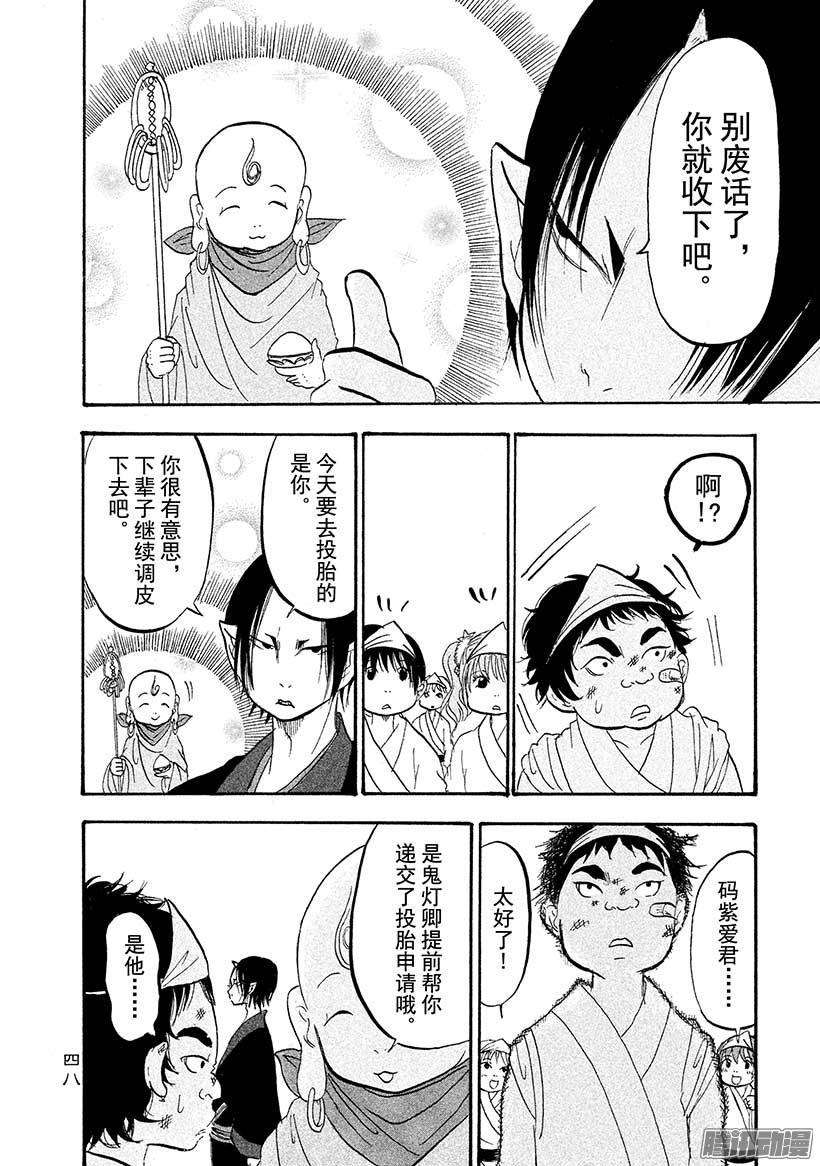 别废话了，
你就收下吧。
啊
!?
今天要去投胎的
是你。
你很有意思，
下辈子继续调皮
下去吧。
码紫爱君……
太好了！
是鬼灯卿提前帮你
递交了投胎申请哦。
是他……
四八
腾讯动漫